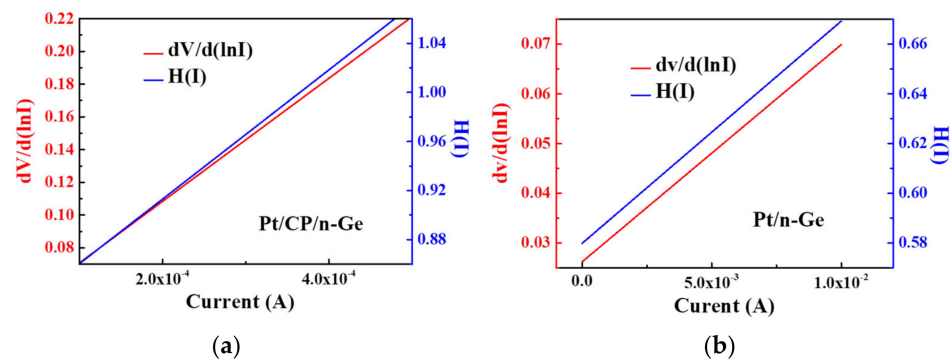 (a)
0.22
0.20
0.18
0.16
0.14
0.12
0.10
0.08
dV/d(lnI)
dV/d(lnI)
H(I)
Pt/CP/n-Ge
1.04
1.00
0.96
0.92
0.88
H(I)
2.0x10⁻⁴ 4.0x10⁻⁴
Current (A)
(a)
b)
0.07
0.06
0.05
0.04
0.03
dv/d(lnI)
dv/d(lnI)
H(I)
Pt/n-Ge
0.66
0.64
0.62
0.60
0.58
H(I)
0.0 5.0x10⁻³ 1.0x10⁻²
Curent (A)
(b)